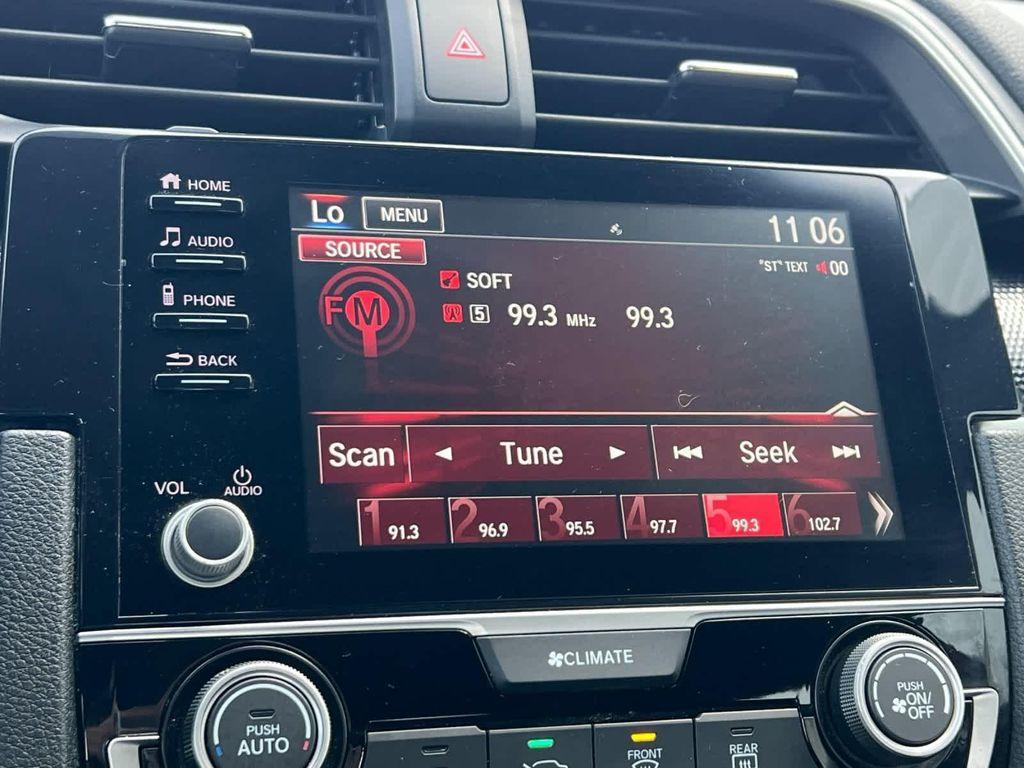 HOME
AUDIO
PHONE
BACK
VOL
AUDIO
Lo MENU 11 06
SOURCE
"ST" TEXT 00
FM
SOFT
5 99.3 MHz 99.3
Scan Tune Seek
1 91.3 2 96.9 3 95.5 4 97.7 5 99.3 6 102.7
CLIMATE
PUSH
AUTO
FRONT
REAR
PUSH
ON/
OFF